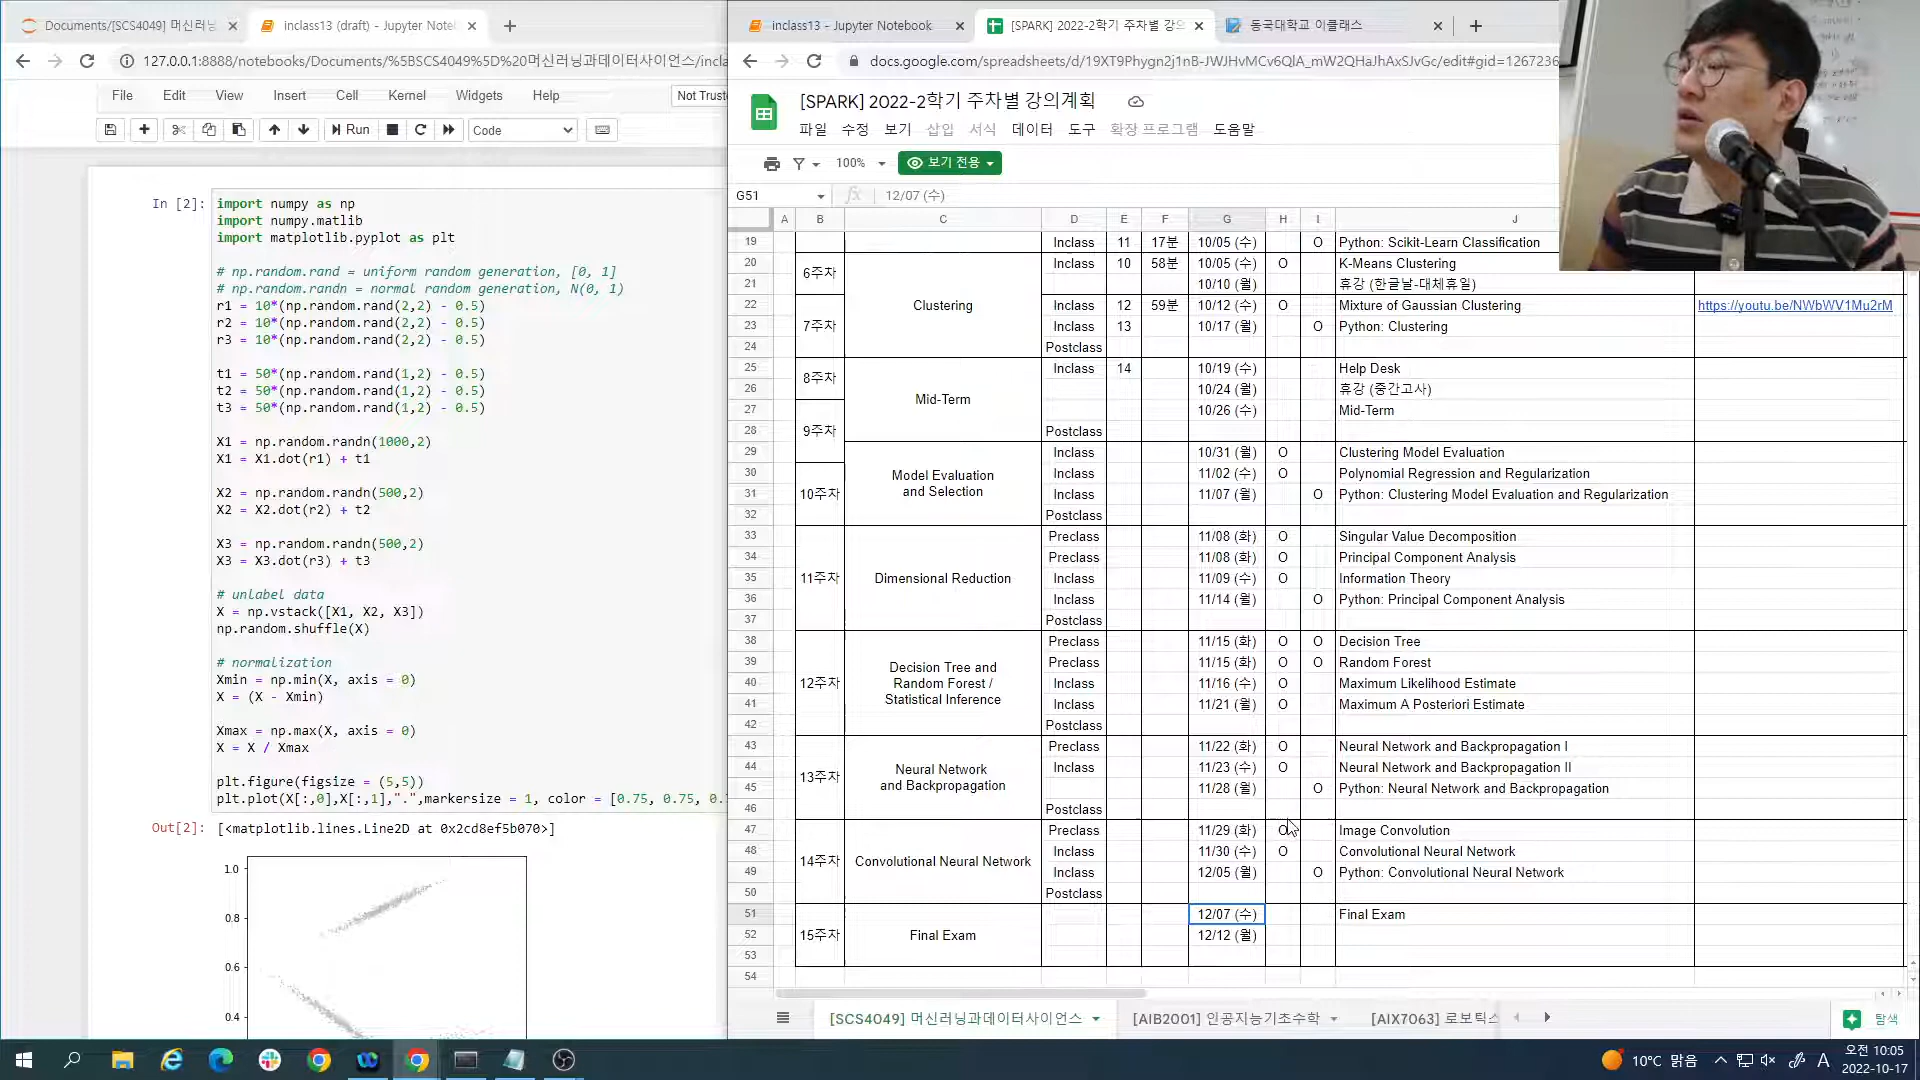 Documents/[SCS4049] 머신러닝
inclass13 (draft) - Jupyter Noteb
127.0.0.1:8888/notebooks/Documents/%5BSCS4049%5D%20머신러닝과데이터사이언스/incla
File Edit View Insert Cell Kernel Widgets Help
Not Trust
Run
Code
In [2]:
import numpy as np
import numpy.matlib
import matplotlib.pyplot as plt
# np.random.rand = uniform random generation, [0, 1]
# np.random.randn = normal random generation, N(0, 1)
r1 = 10*(np.random.rand(2,2) - 0.5)
r2 = 10*(np.random.rand(2,2) - 0.5)
r3 = 10*(np.random.rand(2,2) - 0.5)
t1 = 50*(np.random.rand(1,2) - 0.5)
t2 = 50*(np.random.rand(1,2) - 0.5)
t3 = 50*(np.random.rand(1,2) - 0.5)
X1 = np.random.randn(1000,2)
X1 = X1.dot(r1) + t1
X2 = np.random.randn(500,2)
X2 = X2.dot(r2) + t2
X3 = np.random.randn(500,2)
X3 = X3.dot(r3) + t3
# unlabel data
X = np.vstack([X1, X2, X3])
np.random.shuffle(X)
# normalization
Xmin = np.min(X, axis = 0)
X = (X - Xmin)
Xmax = np.max(X, axis = 0)
X = X / Xmax
plt.figure(figsize = (5,5))
plt.plot(X[:,0],X[:,1],".",markersize = 1, color = [0.75, 0.75, 0.
Out[2]: [<matplotlib.lines.Line2D at 0x2cd8ef5b070>]
1.0
0.8
0.6
0.4
inclass13 - Jupyter Notebook
[SPARK] 2022-2학기 주차별 강의
동국대학교 이클래스
docs.google.com/spreadsheets/d/19XT9Phygn2j1nB-JWJHvMCv6QlA_mW2QHaJhAxSJvGc/edit#gid=1267236
[SPARK] 2022-2학기 주차별 강의계획
파일 수정 보기 삽입 서식 데이터 도구 확장 프로그램 도움말
100% 보기 전용
G51 fx 12/07 (수)
A B C D E F G H I J
19 Inclass 11 17분 10/05 (수) O Python: Scikit-Learn Classification
20 6주차 Clustering Inclass 10 58분 10/05 (수) O K-Means Clustering
21 10/10 (월) 휴강 (한글날-대체휴일)
22 7주차 Inclass 12 59분 10/12 (수) O Mixture of Gaussian Clustering https://youtu.be/NWbWV1Mu2rM
23 Inclass 13 10/17 (월) O Python: Clustering
24 Postclass
25 8주차 Mid-Term Inclass 14 10/19 (수) Help Desk
26 10/24 (월) 휴강 (중간고사)
27 9주차 10/26 (수) Mid-Term
28 Postclass
29 Model Evaluation and Selection Inclass 10/31 (월) O Clustering Model Evaluation
30 10주차 Inclass 11/02 (수) O Polynomial Regression and Regularization
31 Inclass 11/07 (월) O Python: Clustering Model Evaluation and Regularization
32 Postclass
33 11주차 Dimensional Reduction Preclass 11/08 (화) O Singular Value Decomposition
34 Preclass 11/08 (화) O Principal Component Analysis
35 Inclass 11/09 (수) O Information Theory
36 Inclass 11/14 (월) O Python: Principal Component Analysis
37 Postclass
38 12주차 Decision Tree and Random Forest / Statistical Inference Preclass 11/15 (화) O O Decision Tree
39 Preclass 11/15 (화) O O Random Forest
40 Inclass 11/16 (수) O Maximum Likelihood Estimate
41 Inclass 11/21 (월) O Maximum A Posteriori Estimate
42 Postclass
43 13주차 Neural Network and Backpropagation Preclass 11/22 (화) O Neural Network and Backpropagation I
44 Inclass 11/23 (수) O Neural Network and Backpropagation II
45 11/28 (월) O Python: Neural Network and Backpropagation
46 Postclass
47 14주차 Convolutional Neural Network Preclass 11/29 (화) O Image Convolution
48 Inclass 11/30 (수) O Convolutional Neural Network
49 Inclass 12/05 (월) O Python: Convolutional Neural Network
50 Postclass
51 15주차 Final Exam 12/07 (수) Final Exam
52 12/12 (월)
53
54
[SCS4049] 머신러닝과데이터사이언스 [AIB2001] 인공지능기초수학 [AIX7063] 로보틱스
탐색
10°C 맑음
A
오전 10:05
2022-10-17